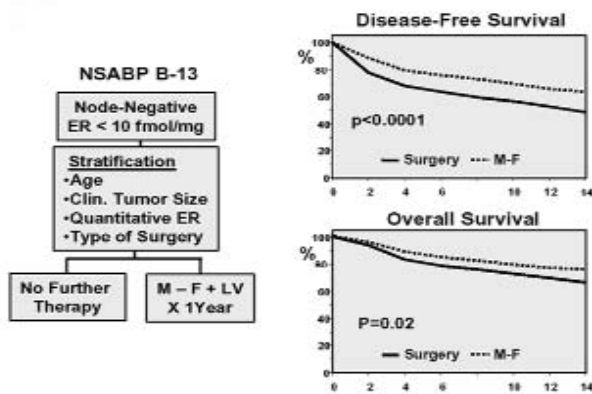 NSABP B-13
Node-Negative
ER < 10 fmol/mg
Stratification
•Age
•Clin. Tumor Size
•Quantitative ER
•Type of Surgery
No Further
Therapy
M – F + LV
X 1Year
Disease-Free Survival
%
100
80
60
40
20
0
p<0.0001
Surgery M-F
0 2 4 6 10 12 14
Overall Survival
%
100
80
60
40
20
0
P=0.02
Surgery M-F
0 2 4 6 10 12 14